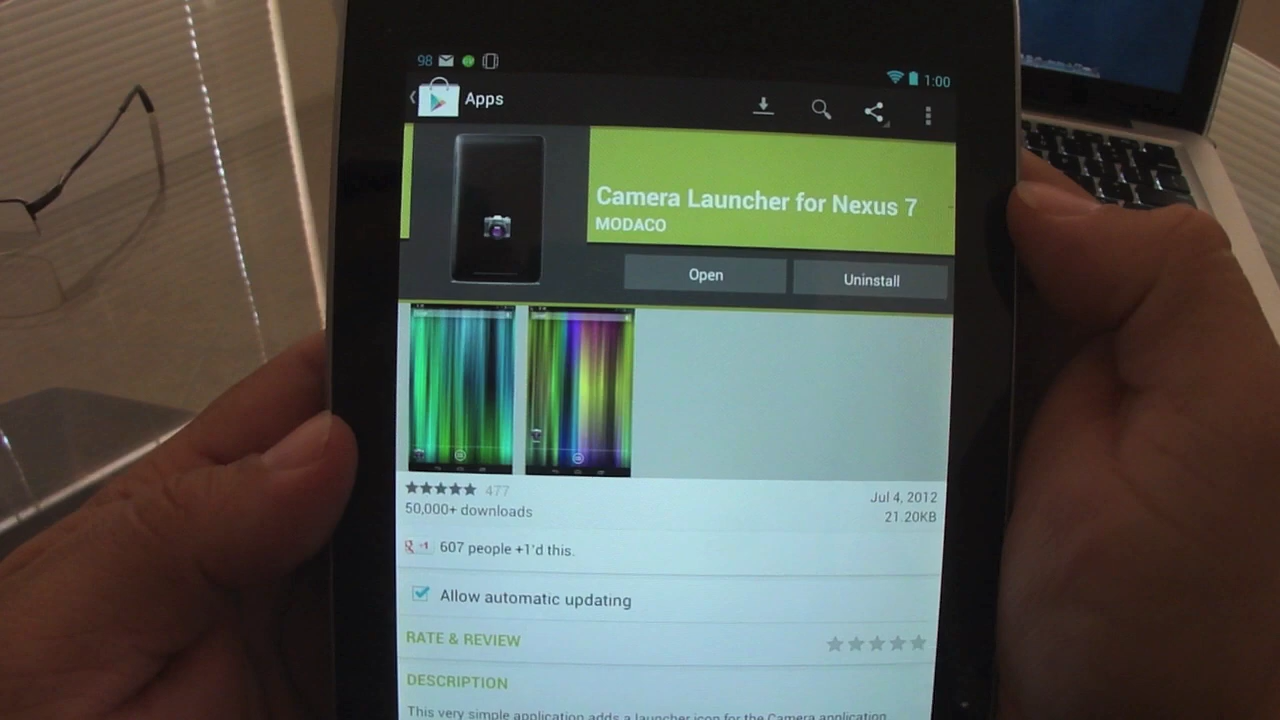 98
1:00
Apps
Camera Launcher for Nexus 7
MODACO
Open
Uninstall
477
Jul 4, 2012
50,000+ downloads
21.20KB
+1
607 people +1'd this.
Allow automatic updating
RATE & REVIEW
DESCRIPTION
This very simple application adds a launcher icon for the Camera application